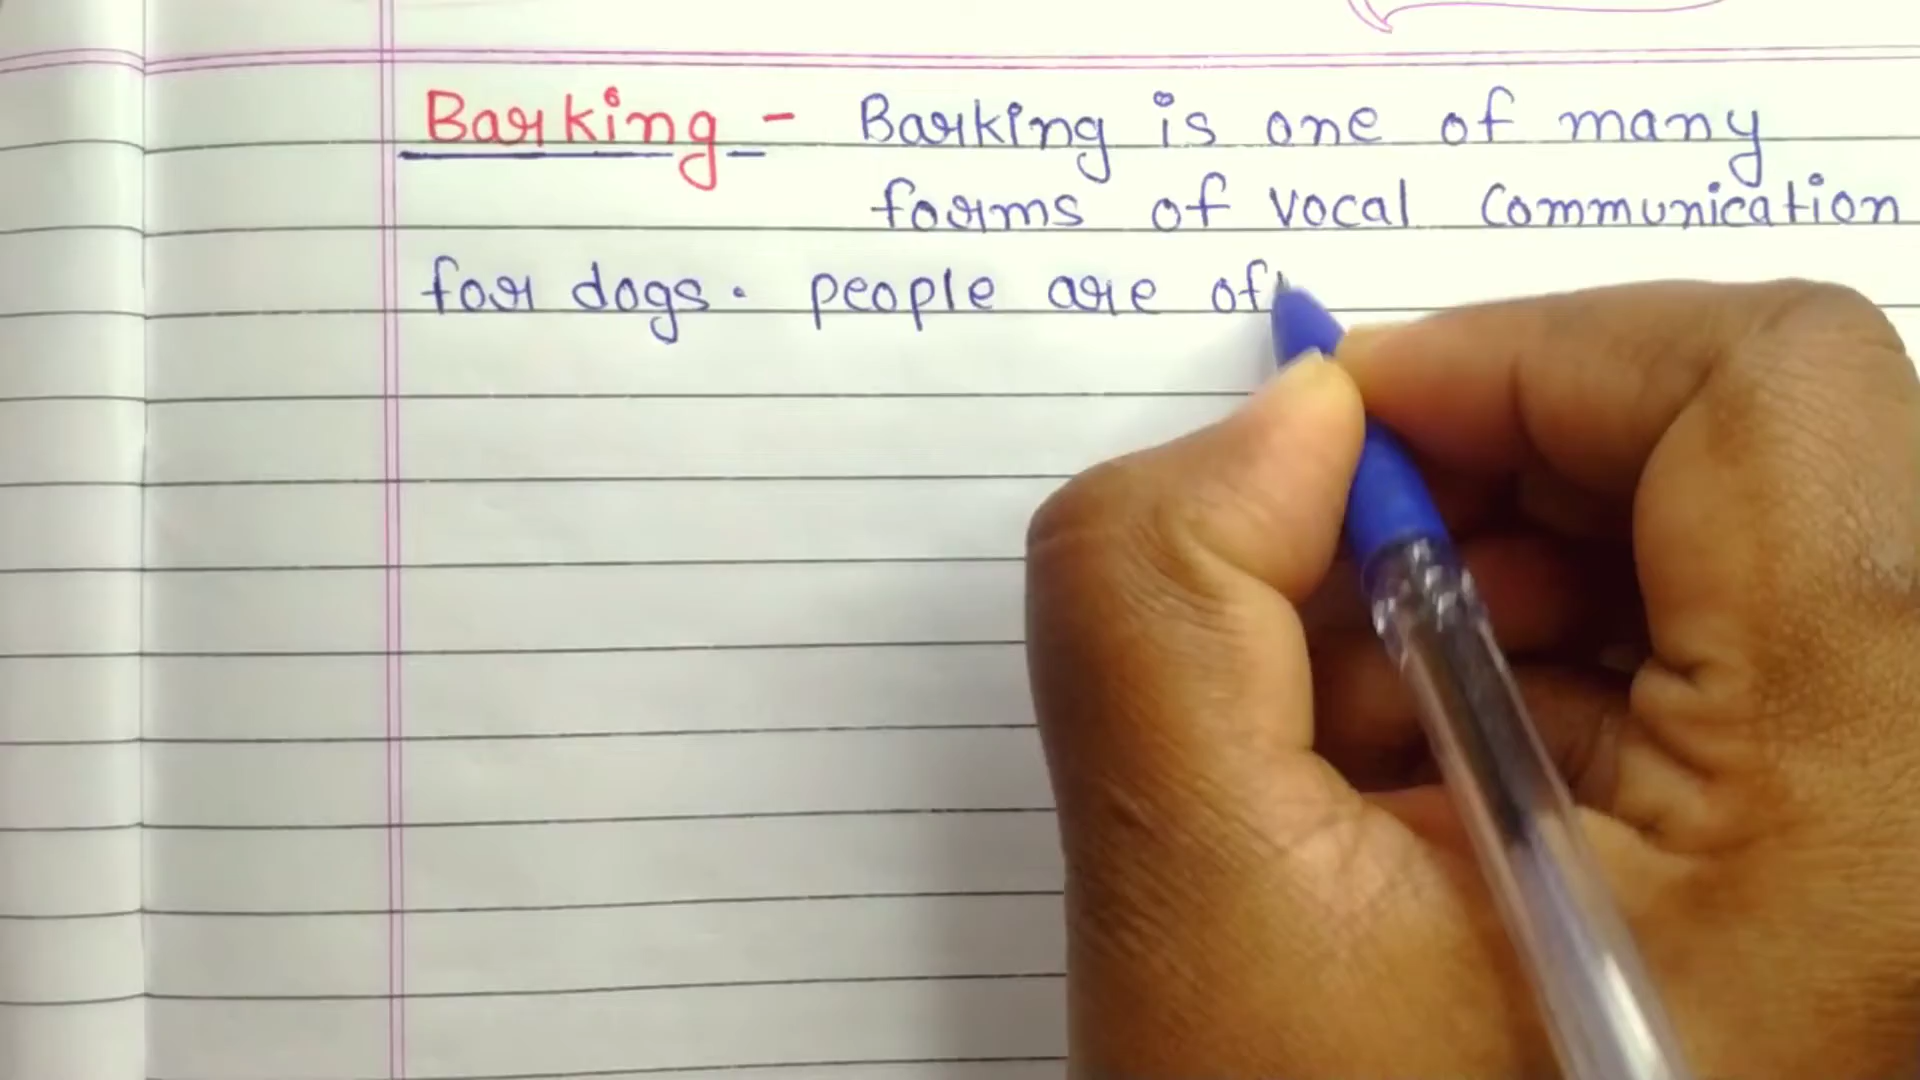 Barking - Barking is one of many
forms of vocal communication
for dogs. people are of